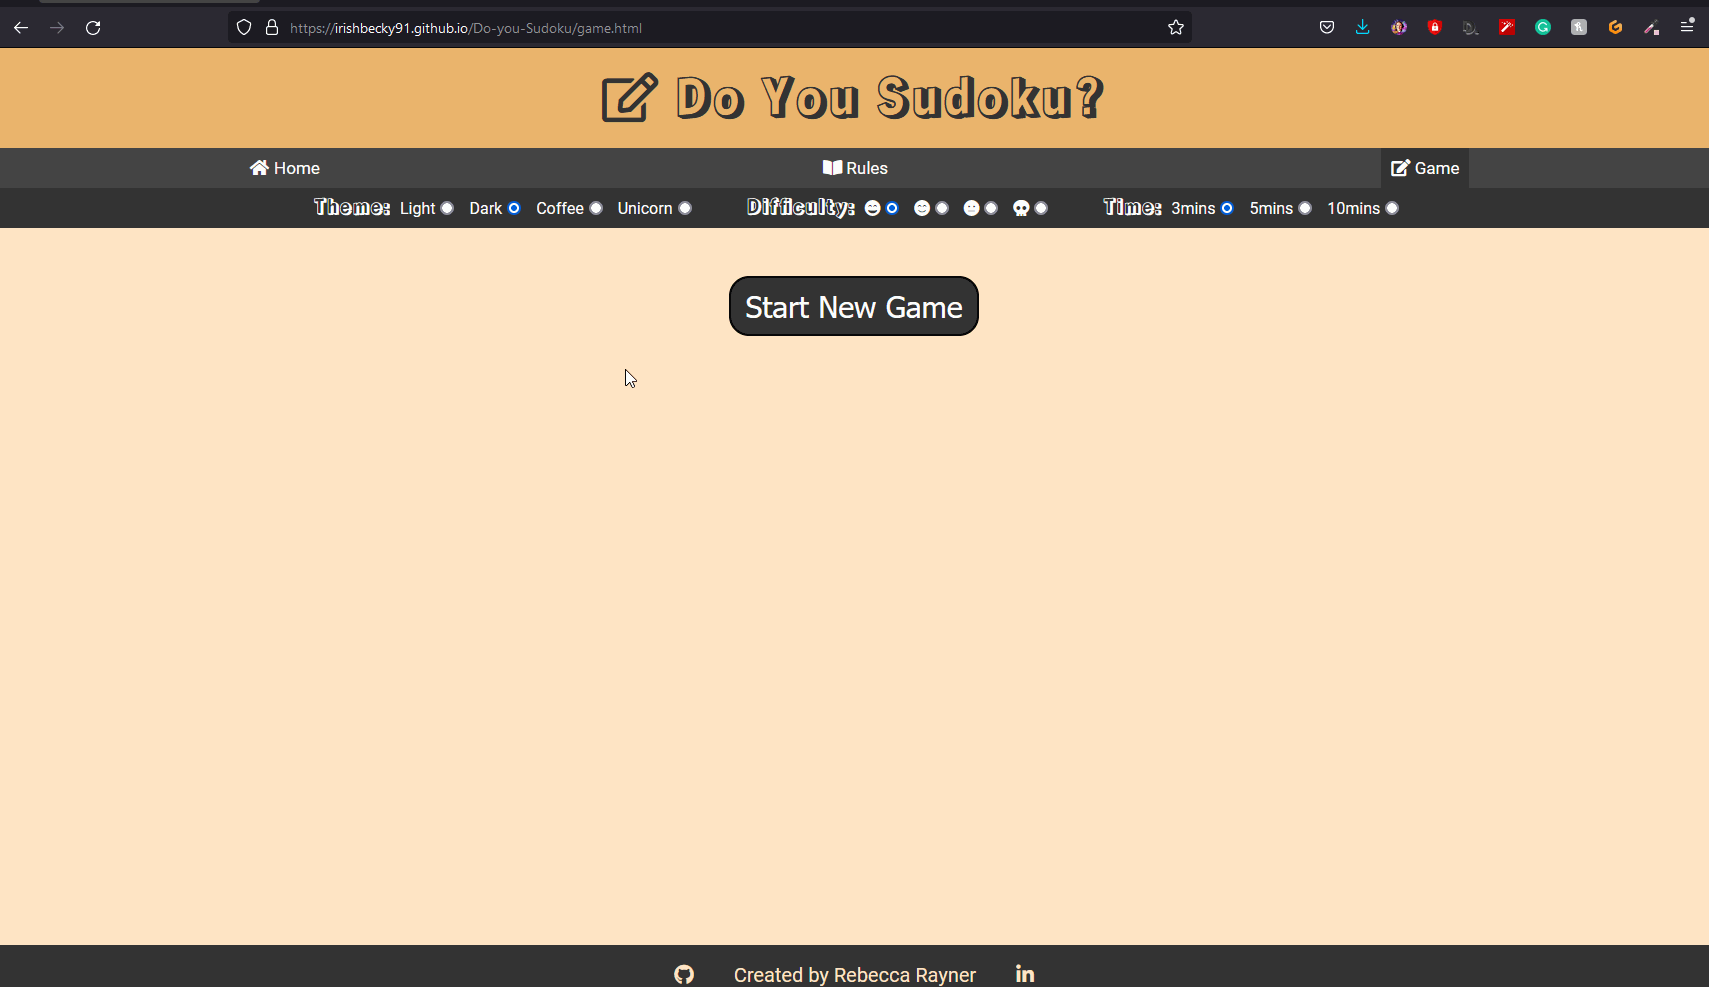 https://irishbecky91.github.io/Do-you-Sudoku/game.html
Do You Sudoku?
Home Rules Game
Theme: Light Dark Coffee Unicorn Difficulty: Time: 3mins 5mins 10mins
Start New Game
Created by Rebecca Rayner in